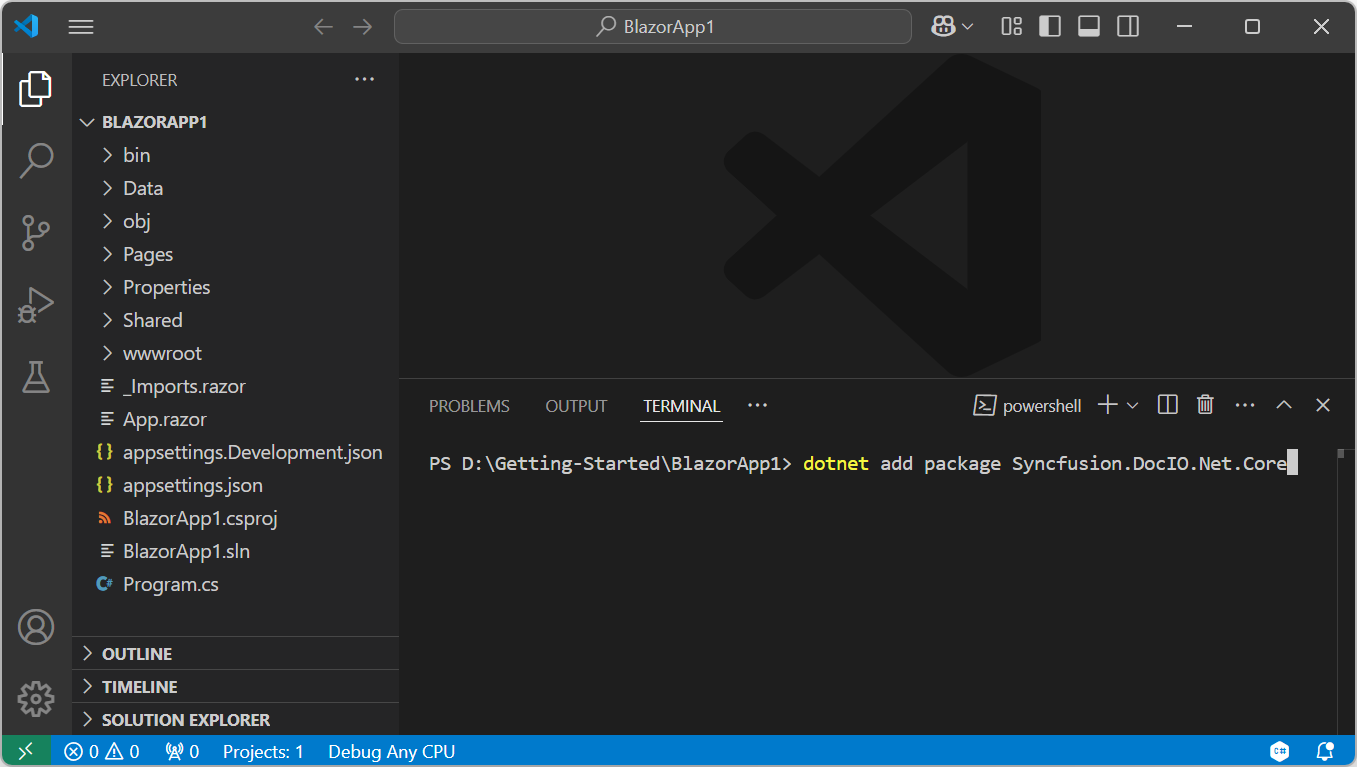 BlazorApp1
EXPLORER
BLAZORAPP1
bin
Data
obj
Pages
Properties
Shared
wwwroot
_Imports.razor
App.razor
{} appsettings.Development.json
{} appsettings.json
BlazorApp1.csproj
BlazorApp1.sln
C# Program.cs
OUTLINE
TIMELINE
SOLUTION EXPLORER
PROBLEMS OUTPUT TERMINAL ··· powershell
PS D:\Getting-Started\BlazorApp1> dotnet add package Syncfusion.DocIO.Net.Core
0 0 0 Projects: 1 Debug Any CPU C#